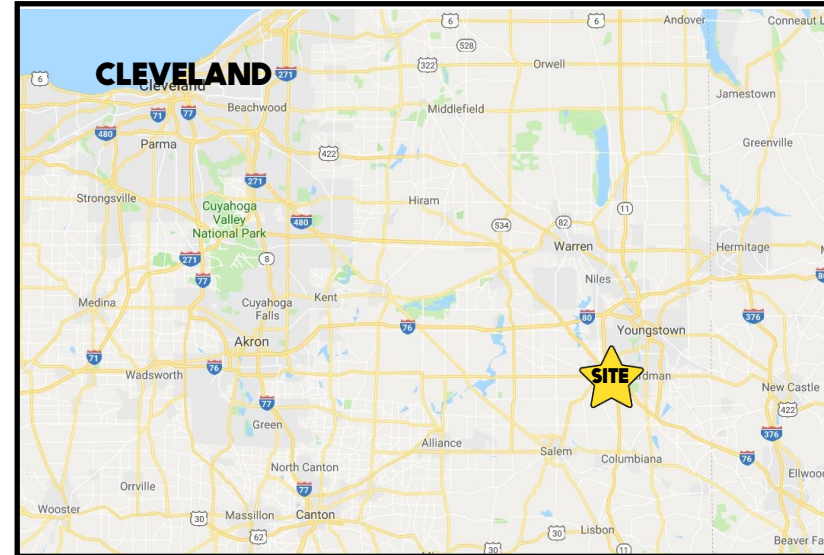 6
6
Andover
Conneaut L
528
CLEVELAND
271
322
Orwell
6
Cleveland
Jamestown
Beachwood
Middlefield
71
77
480
Parma
Greenville
422
271
Strongsville
Hiram
Cuyahoga
Valley
National Park
11
480
534
82
Warren
Hermitage
8
271
77
Niles
80
Medina
Cuyahoga
Falls
Kent
376
80
76
Youngstown
Akron
71
76
Wadsworth
SITE
rdman
New Castle
77
422
Green
376
Alliance
Salem
Columbiana
76
North Canton
Ellwoo
Orrville
77
Wooster
30
Massillon
Canton
62
30
Lisbon
Beaver Fa
30
11